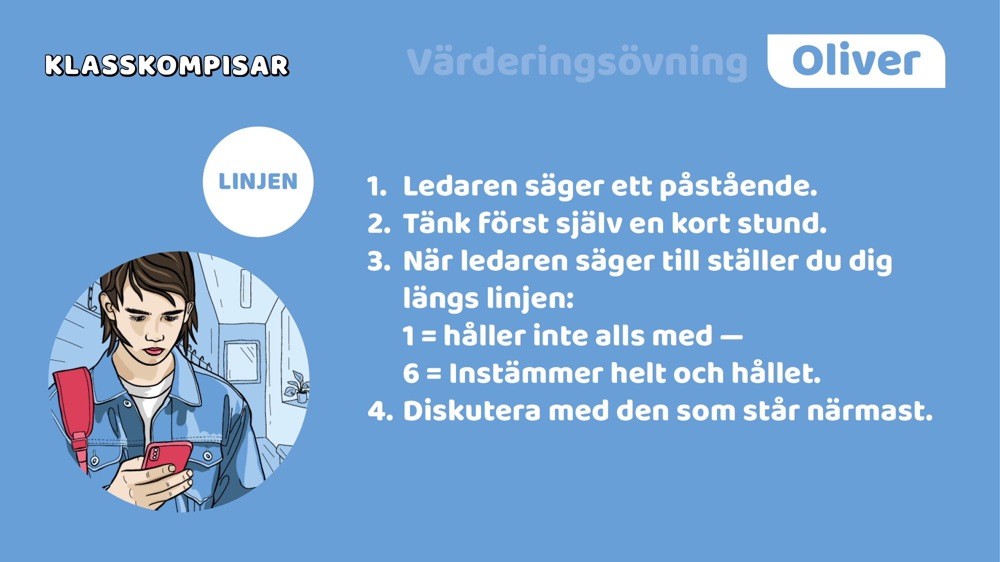 KLASSKOMPISAR
Värderingsövning
Oliver
LINJEN
1. Ledaren säger ett påstående.
2. Tänk först själv en kort stund.
3. När ledaren säger till ställer du dig
längs linjen:
1 = håller inte alls med –
6 = Instämmer helt och hållet.
4. Diskutera med den som står närmast.